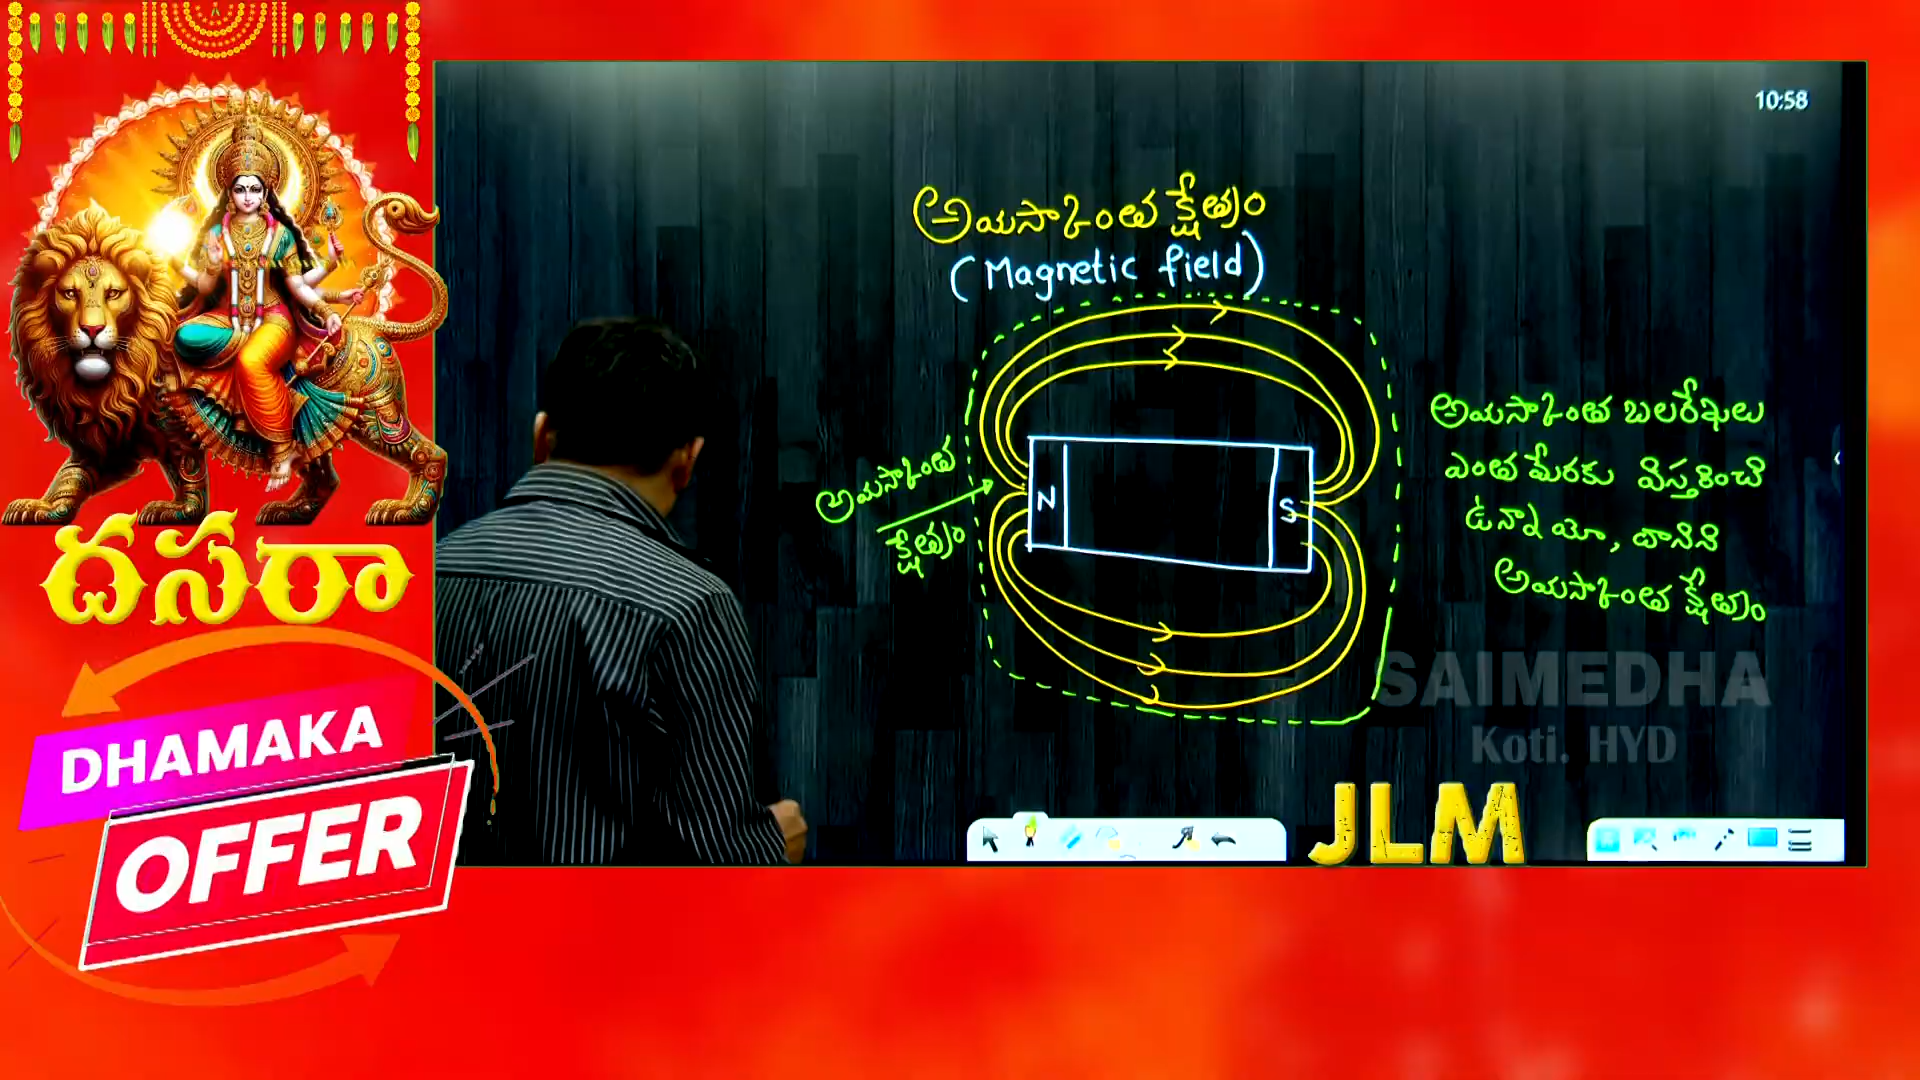 దసరా
DHAMAKA
OFFER
10:58
అయస్కాంత క్షేత్రం
(Magnetic field)
అయస్కాంత
క్షేత్రం
N
S
అయస్కాంత బలరేఖలు
ఎంత మేరకు విస్తరించి
ఉన్నాయో, దానిని
అయస్కాంత క్షేత్రం
SAIMEDHA
Koti. HYD
JLM